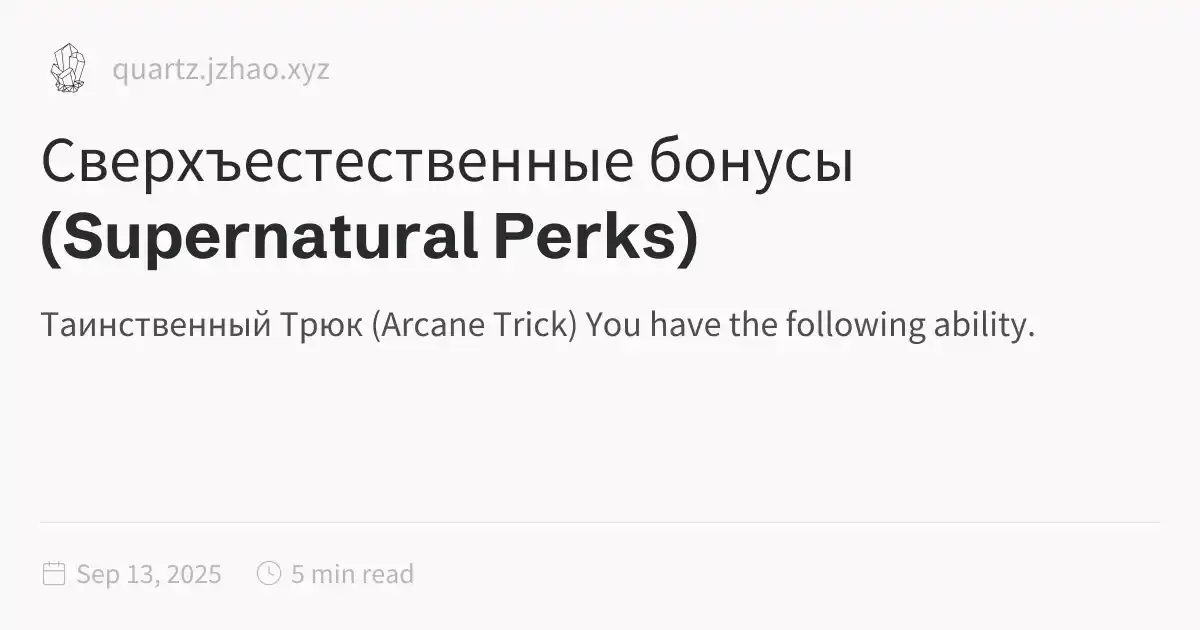 quartz.jzhao.xyz
Сверхъестественные бонусы
(Supernatural Perks)
Таинственный Трюк (Arcane Trick) You have the following ability.
Sep 13, 2025 5 min read